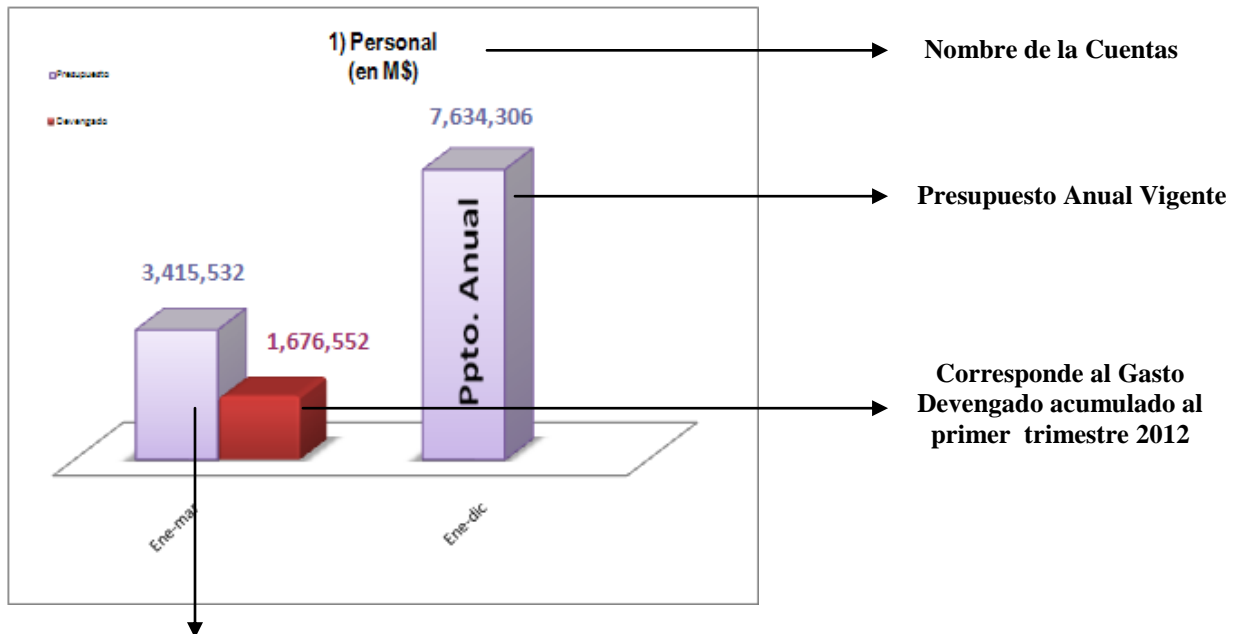 1) Personal
(en M$)
Nombre de la Cuentas
Presupuesto
Devengado
7,634,306
Presupuesto Anual Vigente
Ppto. Anual
3,415,532
1,676,552
Corresponde al Gasto
Devengado acumulado al
primer trimestre 2012
Ene-mar
Ene-dic